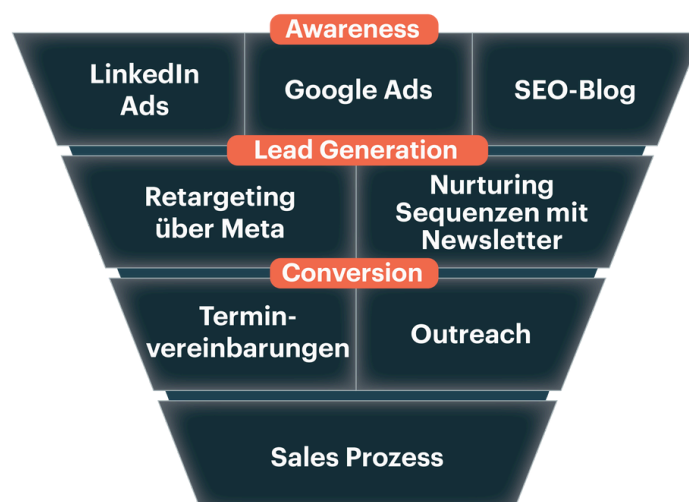 Awareness
LinkedIn
Ads
Google Ads
SEO-Blog
Lead Generation
Retargeting
über Meta
Nurturing
Sequenzen mit
Newsletter
Conversion
Termin-
vereinbarungen
Outreach
Sales Prozess